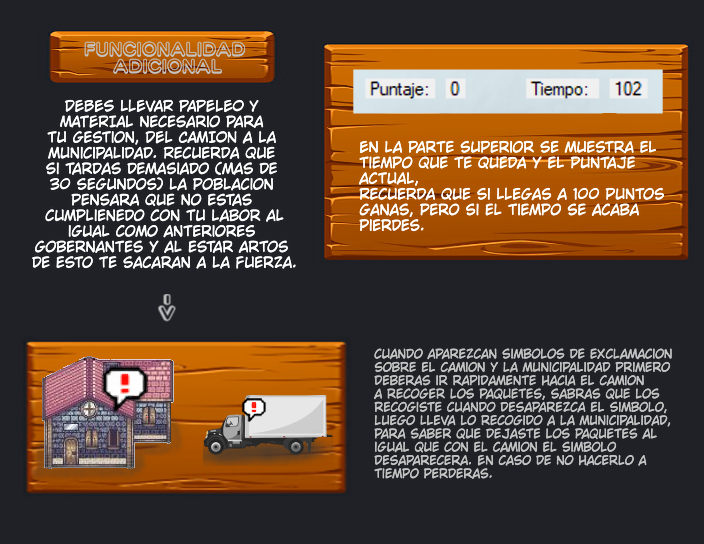 FUNCIONALIDAD
ADICIONAL
DEBES LLEVAR PAPELEO Y
MATERIAL NECESARIO PARA
TU GESTION, DEL CAMION A LA
MUNICIPALIDAD. RECUERDA QUE
SI TARDAS DEMASIADO (MAS DE
30 SEGUNDOS) LA POBLACION
PENSARA QUE NO ESTAS
CUMPLIENEDO CON TU LABOR AL
IGUAL COMO ANTERIORES
GOBERNANTES Y AL ESTAR ARTOS
DE ESTO TE SACARAN A LA FUERZA.
Puntaje: 0 Tiempo: 102
EN LA PARTE SUPERIOR SE MUESTRA EL
TIEMPO QUE TE QUEDA Y EL PUNTAJE
ACTUAL,
RECUERDA QUE SI LLEGAS A 100 PUNTOS
GANAS, PERO SI EL TIEMPO SE ACABA
PIERDES.
!
!
CUANDO APAREZCAN SIMBOLOS DE EXCLAMACION
SOBRE EL CAMION Y LA MUNICIPALIDAD PRIMERO
DEBERAS IR RAPIDAMENTE HACIA EL CAMION
A RECOGER LOS PAQUETES, SABRAS QUE LOS
RECOGISTE CUANDO DESAPAREZCA EL SIMBOLO,
LUEGO LLEVA LO RECOGIDO A LA MUNICIPALIDAD,
PARA SABER QUE DEJASTE LOS PAQUETES AL
IGUAL QUE CON EL CAMION EL SIMBOLO
DESAPARECERA. EN CASO DE NO HACERLO A
TIEMPO PERDERAS.